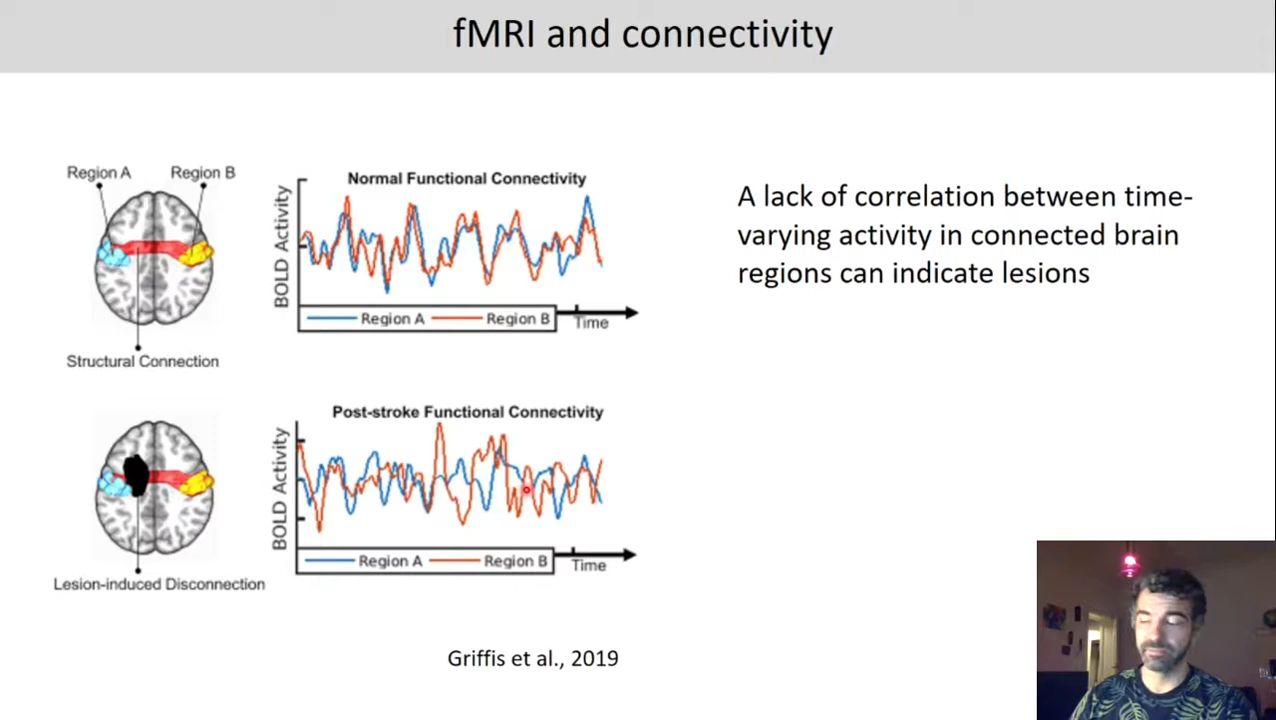 fMRI and connectivity
Region A
Region B
Structural Connection
Normal Functional Connectivity
BOLD Activity
Region A
Region B
Time
A lack of correlation between time-
varying activity in connected brain
regions can indicate lesions
Lesion-induced Disconnection
Post-stroke Functional Connectivity
BOLD Activity
Region A
Region B
Time
Griffis et al., 2019